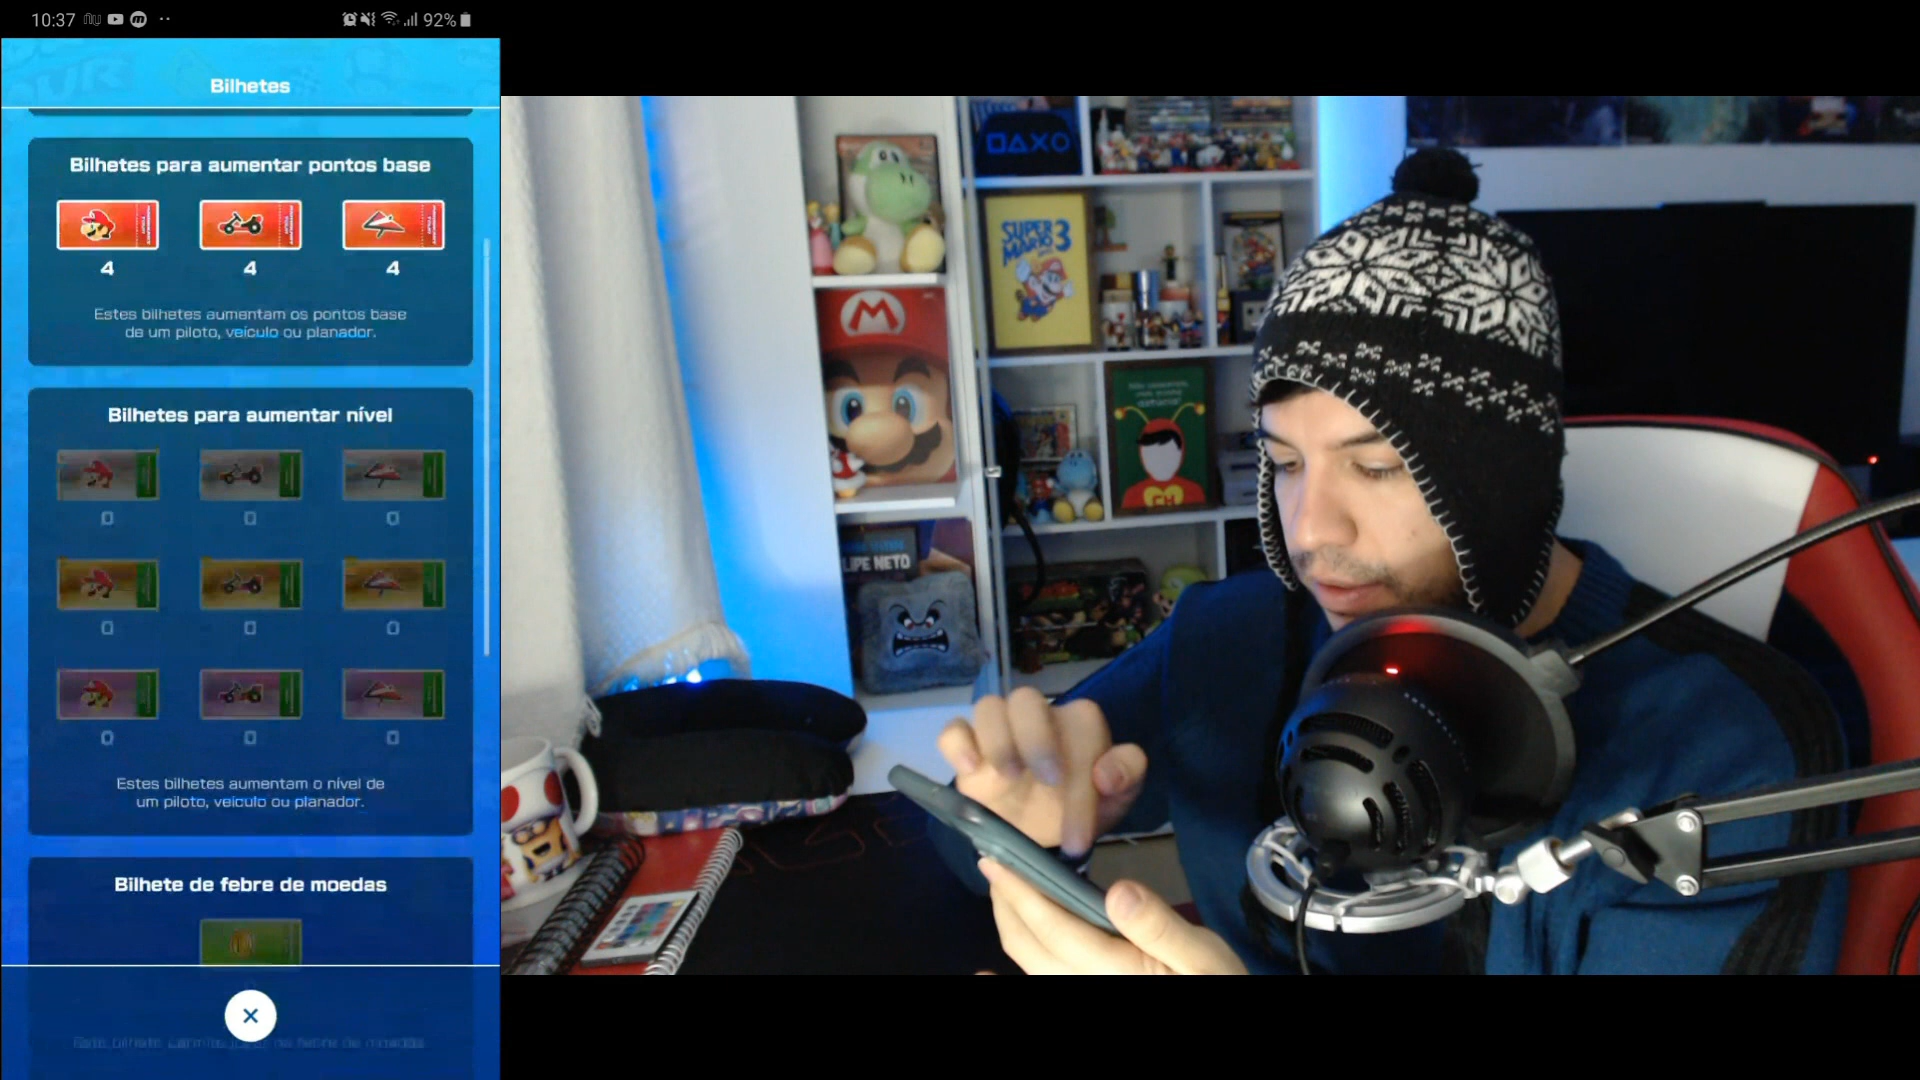 10:37
92%
Bilhetes
Bilhetes para aumentar pontos base
4
4
4
Estes bilhetes aumentam os pontos base
de um piloto, veículo ou planador.
Bilhetes para aumentar nível
0
0
0
0
0
0
0
0
0
Estes bilhetes aumentam o nível de
um piloto, veículo ou planador.
Bilhete de febre de moedas
SUPER
MARIO 3
M
CH
LIPE NETO